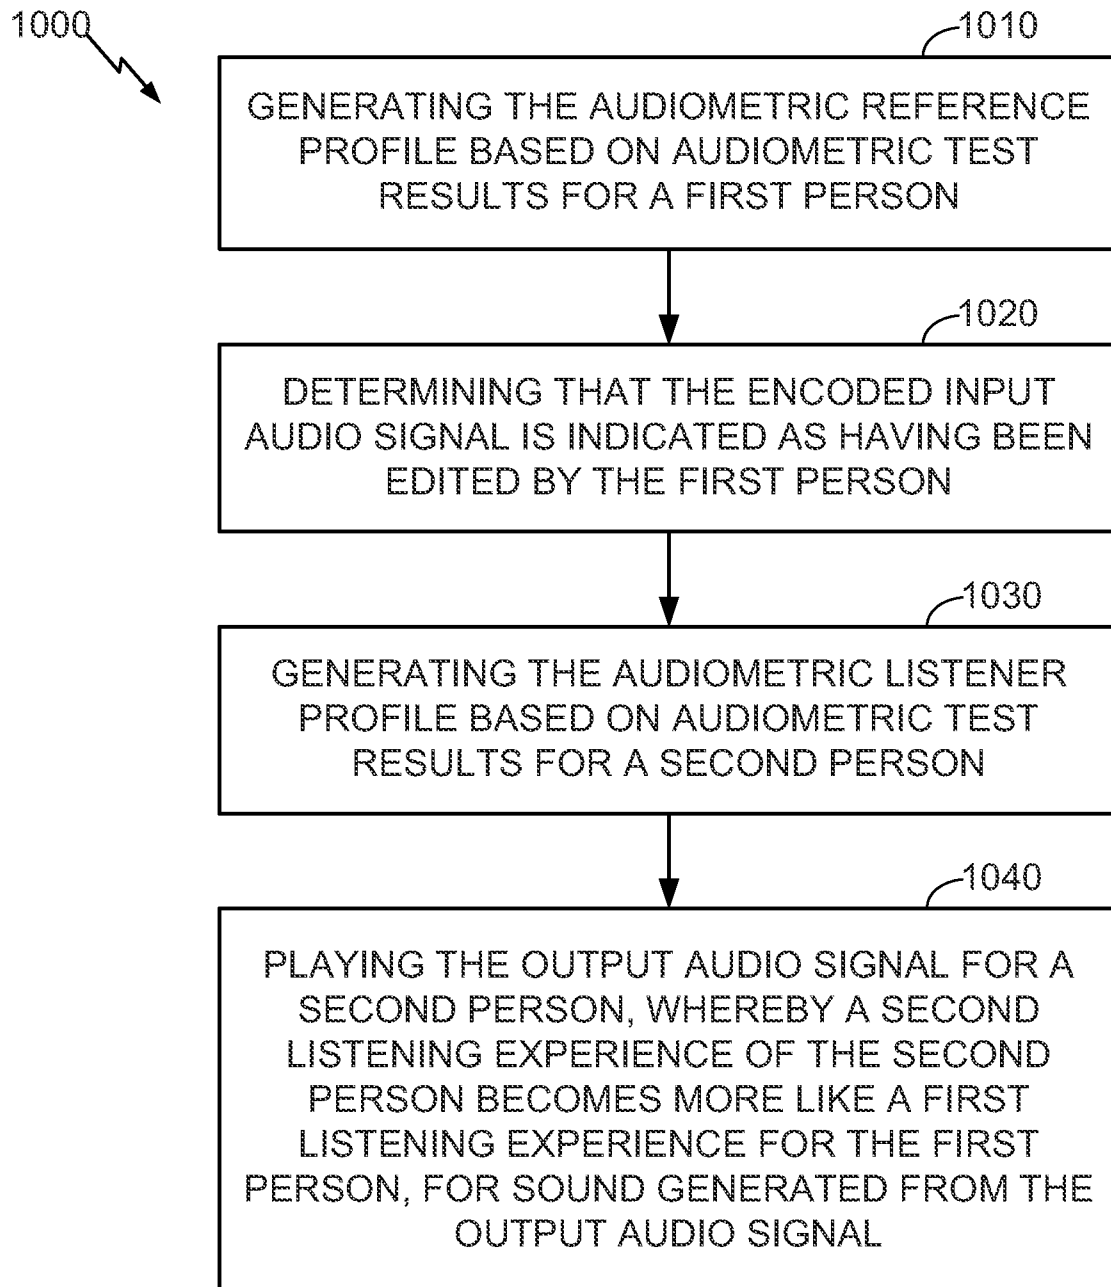 1000
1010
GENERATING THE AUDIOMETRIC REFERENCE
PROFILE BASED ON AUDIOMETRIC TEST
RESULTS FOR A FIRST PERSON
1020
DETERMINING THAT THE ENCODED INPUT
AUDIO SIGNAL IS INDICATED AS HAVING BEEN
EDITED BY THE FIRST PERSON
1030
GENERATING THE AUDIOMETRIC LISTENER
PROFILE BASED ON AUDIOMETRIC TEST
RESULTS FOR A SECOND PERSON
1040
PLAYING THE OUTPUT AUDIO SIGNAL FOR A
SECOND PERSON, WHEREBY A SECOND
LISTENING EXPERIENCE OF THE SECOND
PERSON BECOMES MORE LIKE A FIRST
LISTENING EXPERIENCE FOR THE FIRST
PERSON, FOR SOUND GENERATED FROM THE
OUTPUT AUDIO SIGNAL